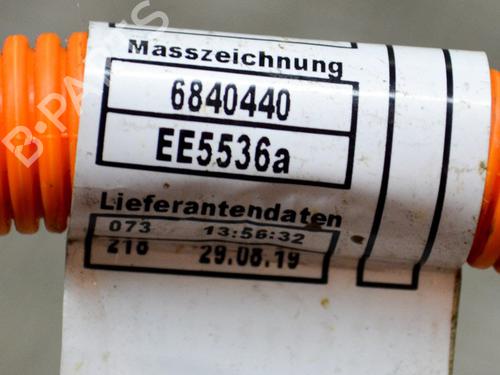 Masszeichnung
6840440
EE5536a
Lieferantendaten
073 13:56:32
216 29.08.19
B-PARTS